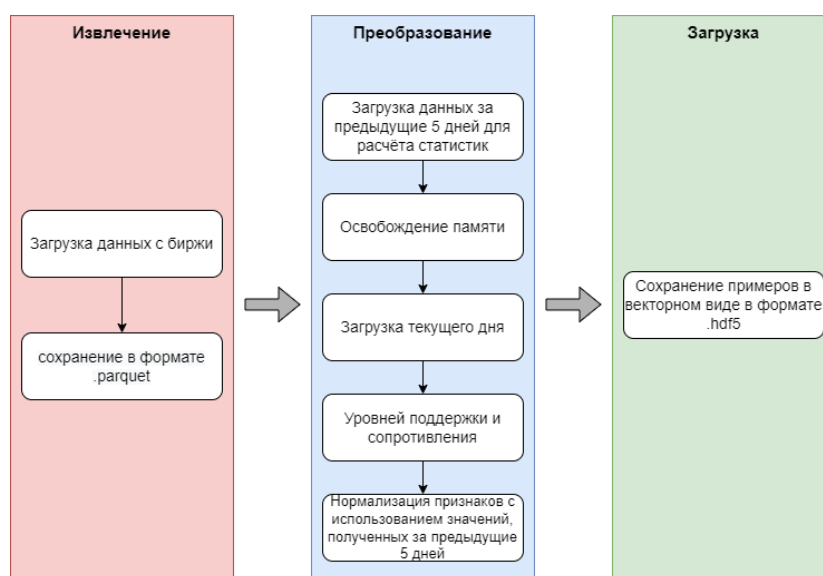 Извлечение
Загрузка данных с биржи
сохранение в формате
.parquet
Преобразование
Загрузка данных за
предыдущие 5 дней для
расчёта статистик
Освобождение памяти
Загрузка текущего дня
Уровней поддержки и
сопротивления
Нормализация признаков с
использованием значений,
полученных за предыдущие
5 дней
Загрузка
Сохранение примеров в
векторном виде в формате
.hdf5